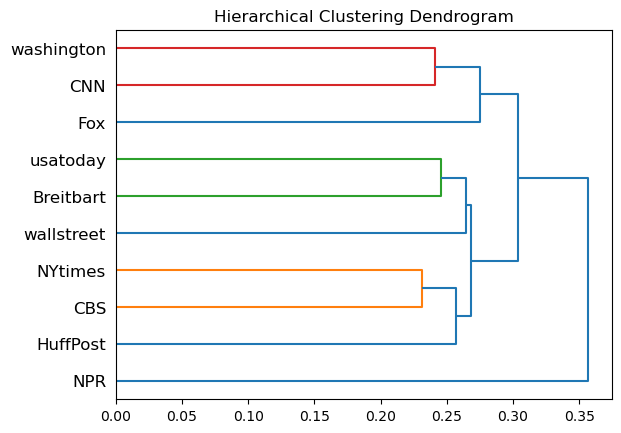 Hierarchical Clustering Dendrogram
washington
CNN
Fox
usatoday
Breitbart
wallstreet
NYtimes
CBS
HuffPost
NPR
0.00 0.05 0.10 0.15 0.20 0.25 0.30 0.35